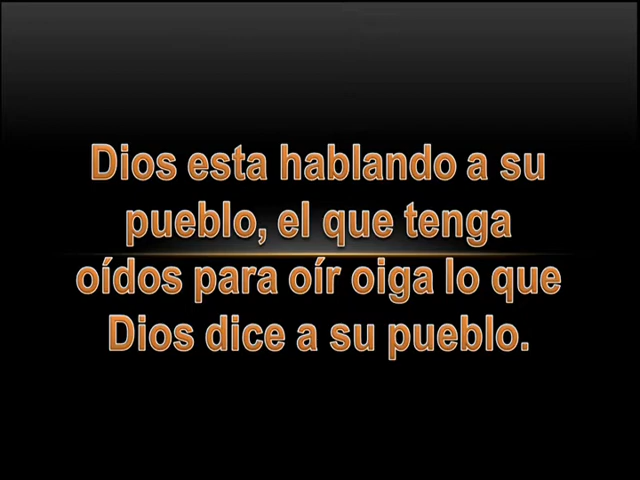 Dios esta hablando a su
pueblo, el que tenga
oídos para oír oiga lo que
Dios dice a su pueblo.